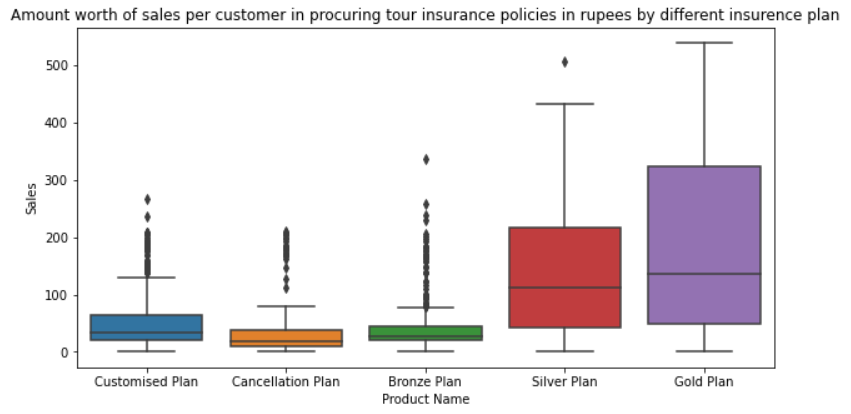 Amount worth of sales per customer in procuring tour insurance policies in rupees by different insurence plan
500
400
300
200
100
0
Sales
Customised Plan Cancellation Plan Bronze Plan Silver Plan Gold Plan
Product Name